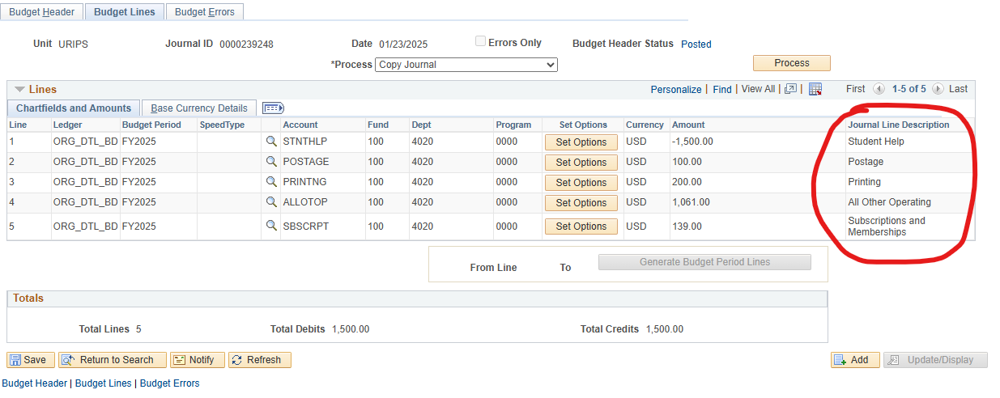 Budget Header Budget Lines Budget Errors
Unit URIPS Journal ID 0000239248 Date 01/23/2025 Errors Only Budget Header Status Posted
*Process Copy Journal Process
Lines Personalize | Find | View All | | First 1-5 of 5 Last
Chartfields and Amounts Base Currency Details
Line Ledger Budget Period SpeedType Account Fund Dept Program Set Options Currency Amount Journal Line Description
1 ORG_DTL_BD FY2025 STNTHLP 100 4020 0000 Set Options USD -1,500.00 Student Help
2 ORG_DTL_BD FY2025 POSTAGE 100 4020 0000 Set Options USD 100.00 Postage
3 ORG_DTL_BD FY2025 PRINTNG 100 4020 0000 Set Options USD 200.00 Printing
4 ORG_DTL_BD FY2025 ALLOTOP 100 4020 0000 Set Options USD 1,061.00 All Other Operating
5 ORG_DTL_BD FY2025 SBSCRPT 100 4020 0000 Set Options USD 139.00 Subscriptions and
Memberships
From Line To Generate Budget Period Lines
Totals
Total Lines 5 Total Debits 1,500.00 Total Credits 1,500.00
Save Return to Search Notify Refresh Add Update/Display
Budget Header | Budget Lines | Budget Errors